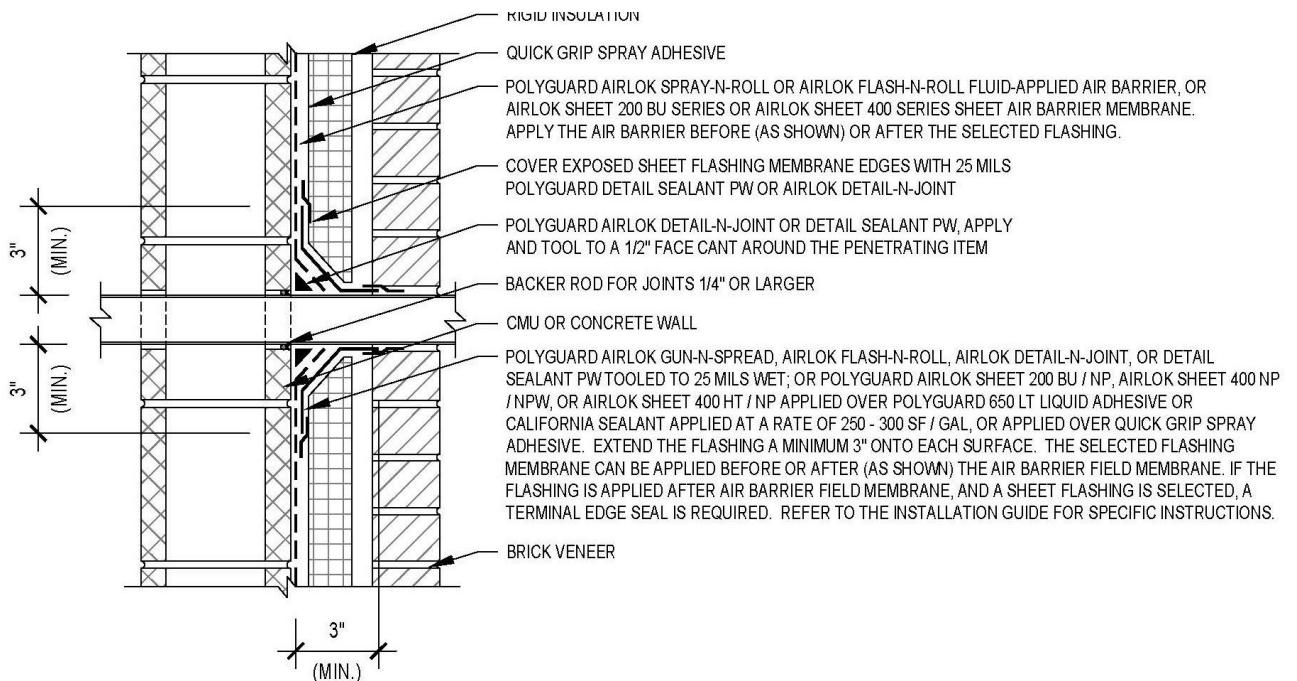 RIGID INSULATION
QUICK GRIP SPRAY ADHESIVE
POLYGUARD AIRLOK SPRAY-N-ROLL OR AIRLOK FLASH-N-ROLL FLUID-APPLIED AIR BARRIER, OR
AIRLOK SHEET 200 BU SERIES OR AIRLOK SHEET 400 SERIES SHEET AIR BARRIER MEMBRANE.
APPLY THE AIR BARRIER BEFORE (AS SHOWN) OR AFTER THE SELECTED FLASHING.
COVER EXPOSED SHEET FLASHING MEMBRANE EDGES WITH 25 MILS
POLYGUARD DETAIL SEALANT PW OR AIRLOK DETAIL-N-JOINT
3"
(MIN.)
POLYGUARD AIRLOK DETAIL-N-JOINT OR DETAIL SEALANT PW, APPLY
AND TOOL TO A 1/2" FACE CANT AROUND THE PENETRATING ITEM
BACKER ROD FOR JOINTS 1/4" OR LARGER
CMU OR CONCRETE WALL
3"
(MIN.)
POLYGUARD AIRLOK GUN-N-SPREAD, AIRLOK FLASH-N-ROLL, AIRLOK DETAIL-N-JOINT, OR DETAIL
SEALANT PW TOOLED TO 25 MILS WET; OR POLYGUARD AIRLOK SHEET 200 BU / NP, AIRLOK SHEET 400 NP
/ NPW, OR AIRLOK SHEET 400 HT / NP APPLIED OVER POLYGUARD 650 LT LIQUID ADHESIVE OR
CALIFORNIA SEALANT APPLIED AT A RATE OF 250 - 300 SF / GAL, OR APPLIED OVER QUICK GRIP SPRAY
ADHESIVE. EXTEND THE FLASHING A MINIMUM 3" ONTO EACH SURFACE. THE SELECTED FLASHING
MEMBRANE CAN BE APPLIED BEFORE OR AFTER (AS SHOWN) THE AIR BARRIER FIELD MEMBRANE. IF THE
FLASHING IS APPLIED AFTER AIR BARRIER FIELD MEMBRANE, AND A SHEET FLASHING IS SELECTED, A
TERMINAL EDGE SEAL IS REQUIRED. REFER TO THE INSTALLATION GUIDE FOR SPECIFIC INSTRUCTIONS.
BRICK VENEER
3"
(MIN.)